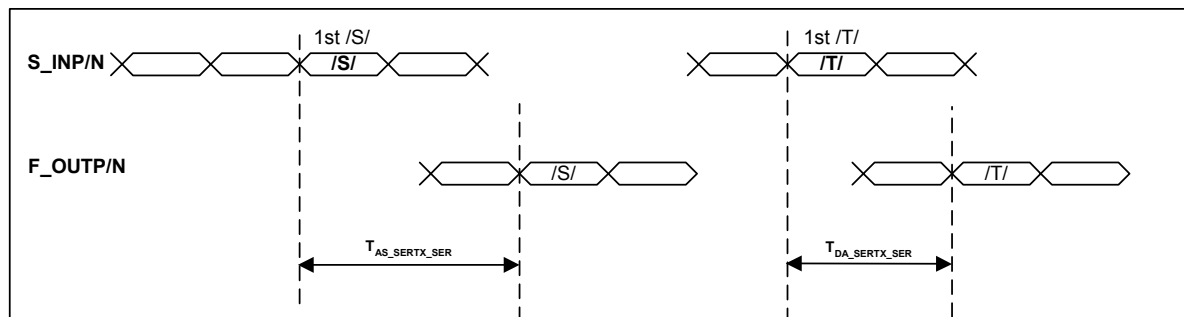 1st /S/
1st /T/
S_INP/N
/S/
/T/
F_OUTP/N
/S/
/T/
TAS_SERTX_SER
TDA_SERTX_SER